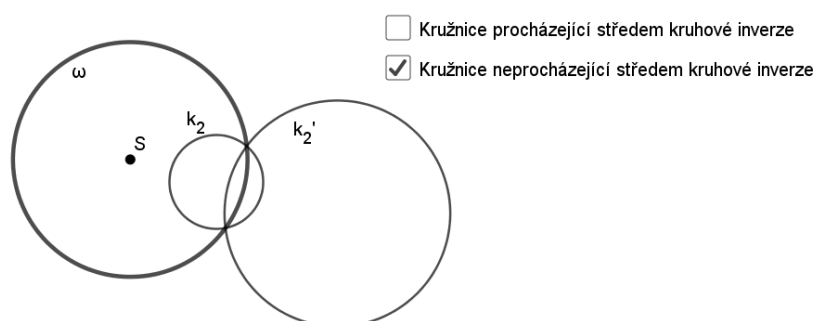 Kružnice procházející středem kruhové inverze
Kružnice neprocházející středem kruhové inverze
ω
S
k₂
k₂'